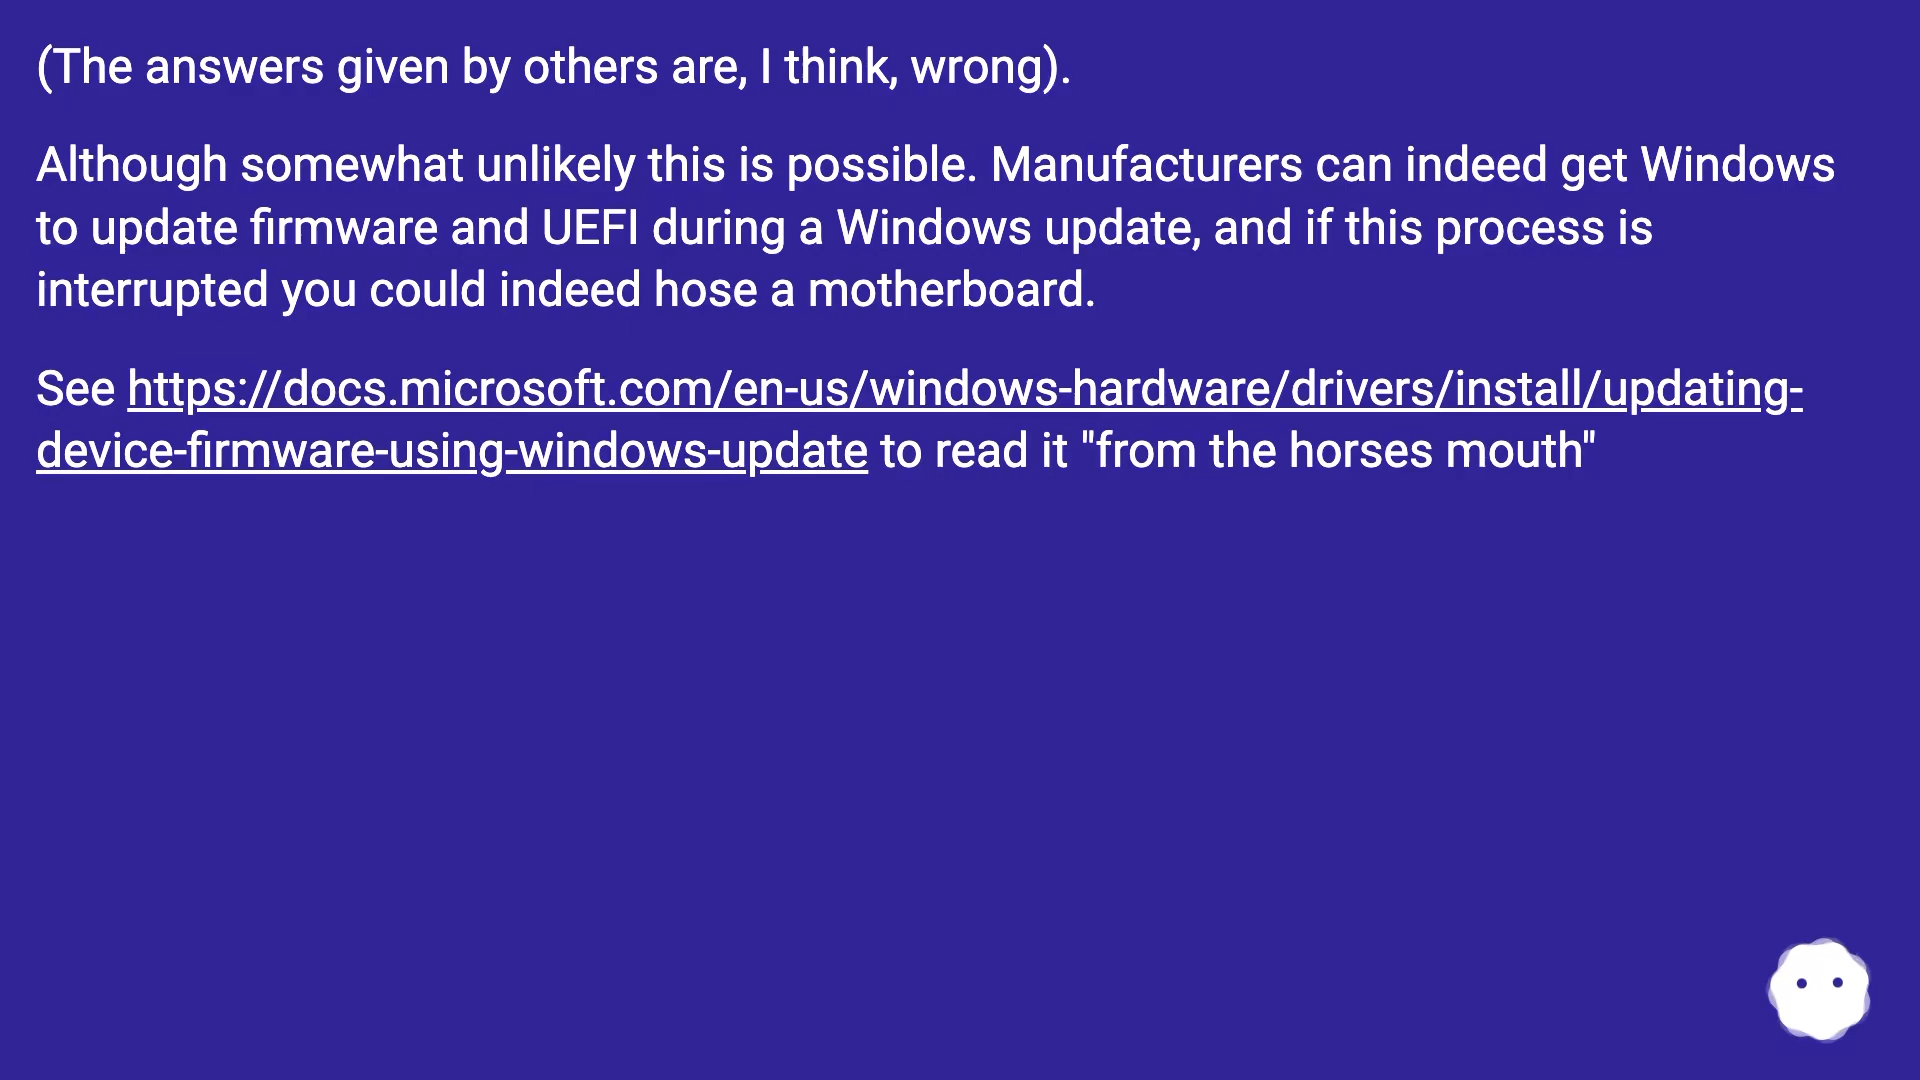 (The answers given by others are, I think, wrong).
Although somewhat unlikely this is possible. Manufacturers can indeed get Windows
to update firmware and UEFI during a Windows update, and if this process is
interrupted you could indeed hose a motherboard.
See https://docs.microsoft.com/en-us/windows-hardware/drivers/install/updating-
device-firmware-using-windows-update to read it "from the horses mouth"